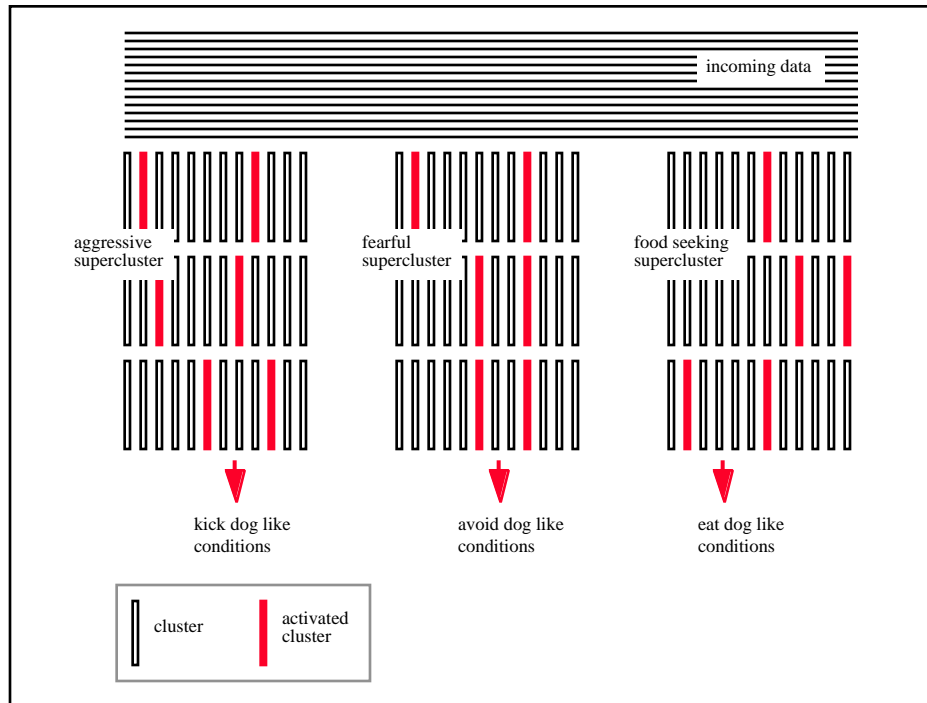 incoming data
aggressive
supercluster
fearful
supercluster
food seeking
supercluster
kick dog like
conditions
avoid dog like
conditions
eat dog like
conditions
cluster
activated
cluster